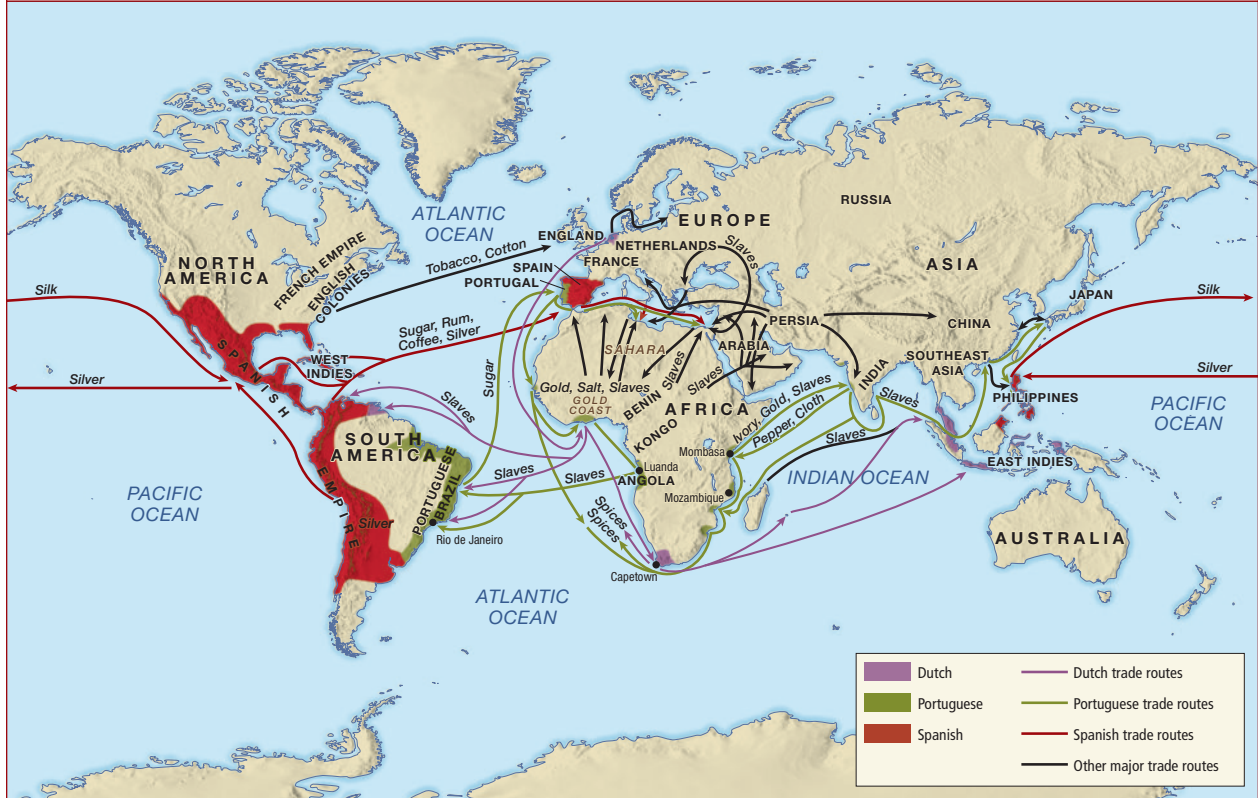 ATLANTIC
OCEAN
EUROPE
RUSSIA
ENGLAND
NETHERLANDS
Slaves
FRANCE
NORTH
AMERICA
FRENCH EMPIRE
ENGLISH
COLONIES
Tobacco, Cotton
SPAIN
PORTUGAL
ASIA
Silk
JAPAN
Silk
PERSIA
CHINA
Sugar, Rum,
Coffee, Silver
SAHARA
ARABIA
SOUTHEAST
ASIA
WEST
INDIES
SPANISH
EMPIRE
Silver
Silver
Sugar
Gold, Salt, Slaves
GOLD
COAST
BENIN
Slaves
Slaves
AFRICA
INDIA
PHILIPPINES
PACIFIC
OCEAN
Slaves
Ivory, Gold, Slaves
Pepper, Cloth
Slaves
Slaves
SOUTH
AMERICA
KONGO
Mombasa
EAST INDIES
PORTUGUESE
BRAZIL
Slaves
Slaves
Luanda
ANGOLA
INDIAN OCEAN
PACIFIC
OCEAN
Mozambique
Silver
Rio de Janeiro
Spices
Spices
AUSTRALIA
Capetown
ATLANTIC
OCEAN
Dutch
Portuguese
Spanish
Dutch trade routes
Portuguese trade routes
Spanish trade routes
Other major trade routes